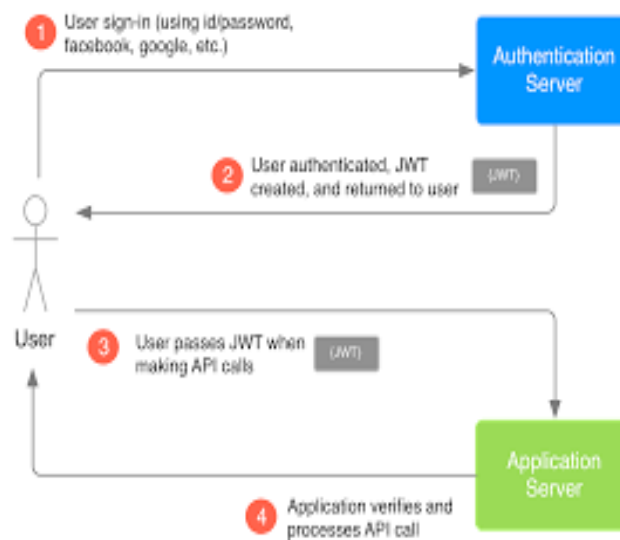 1
User sign-in (using id/password,
facebook, google, etc.)
Authentication
Server
2
User authenticated, JWT
created, and returned to user
{JWT}
User
3
User passes JWT when
making API calls
{JWT}
Application
Server
4
Application verifies and
processes API call